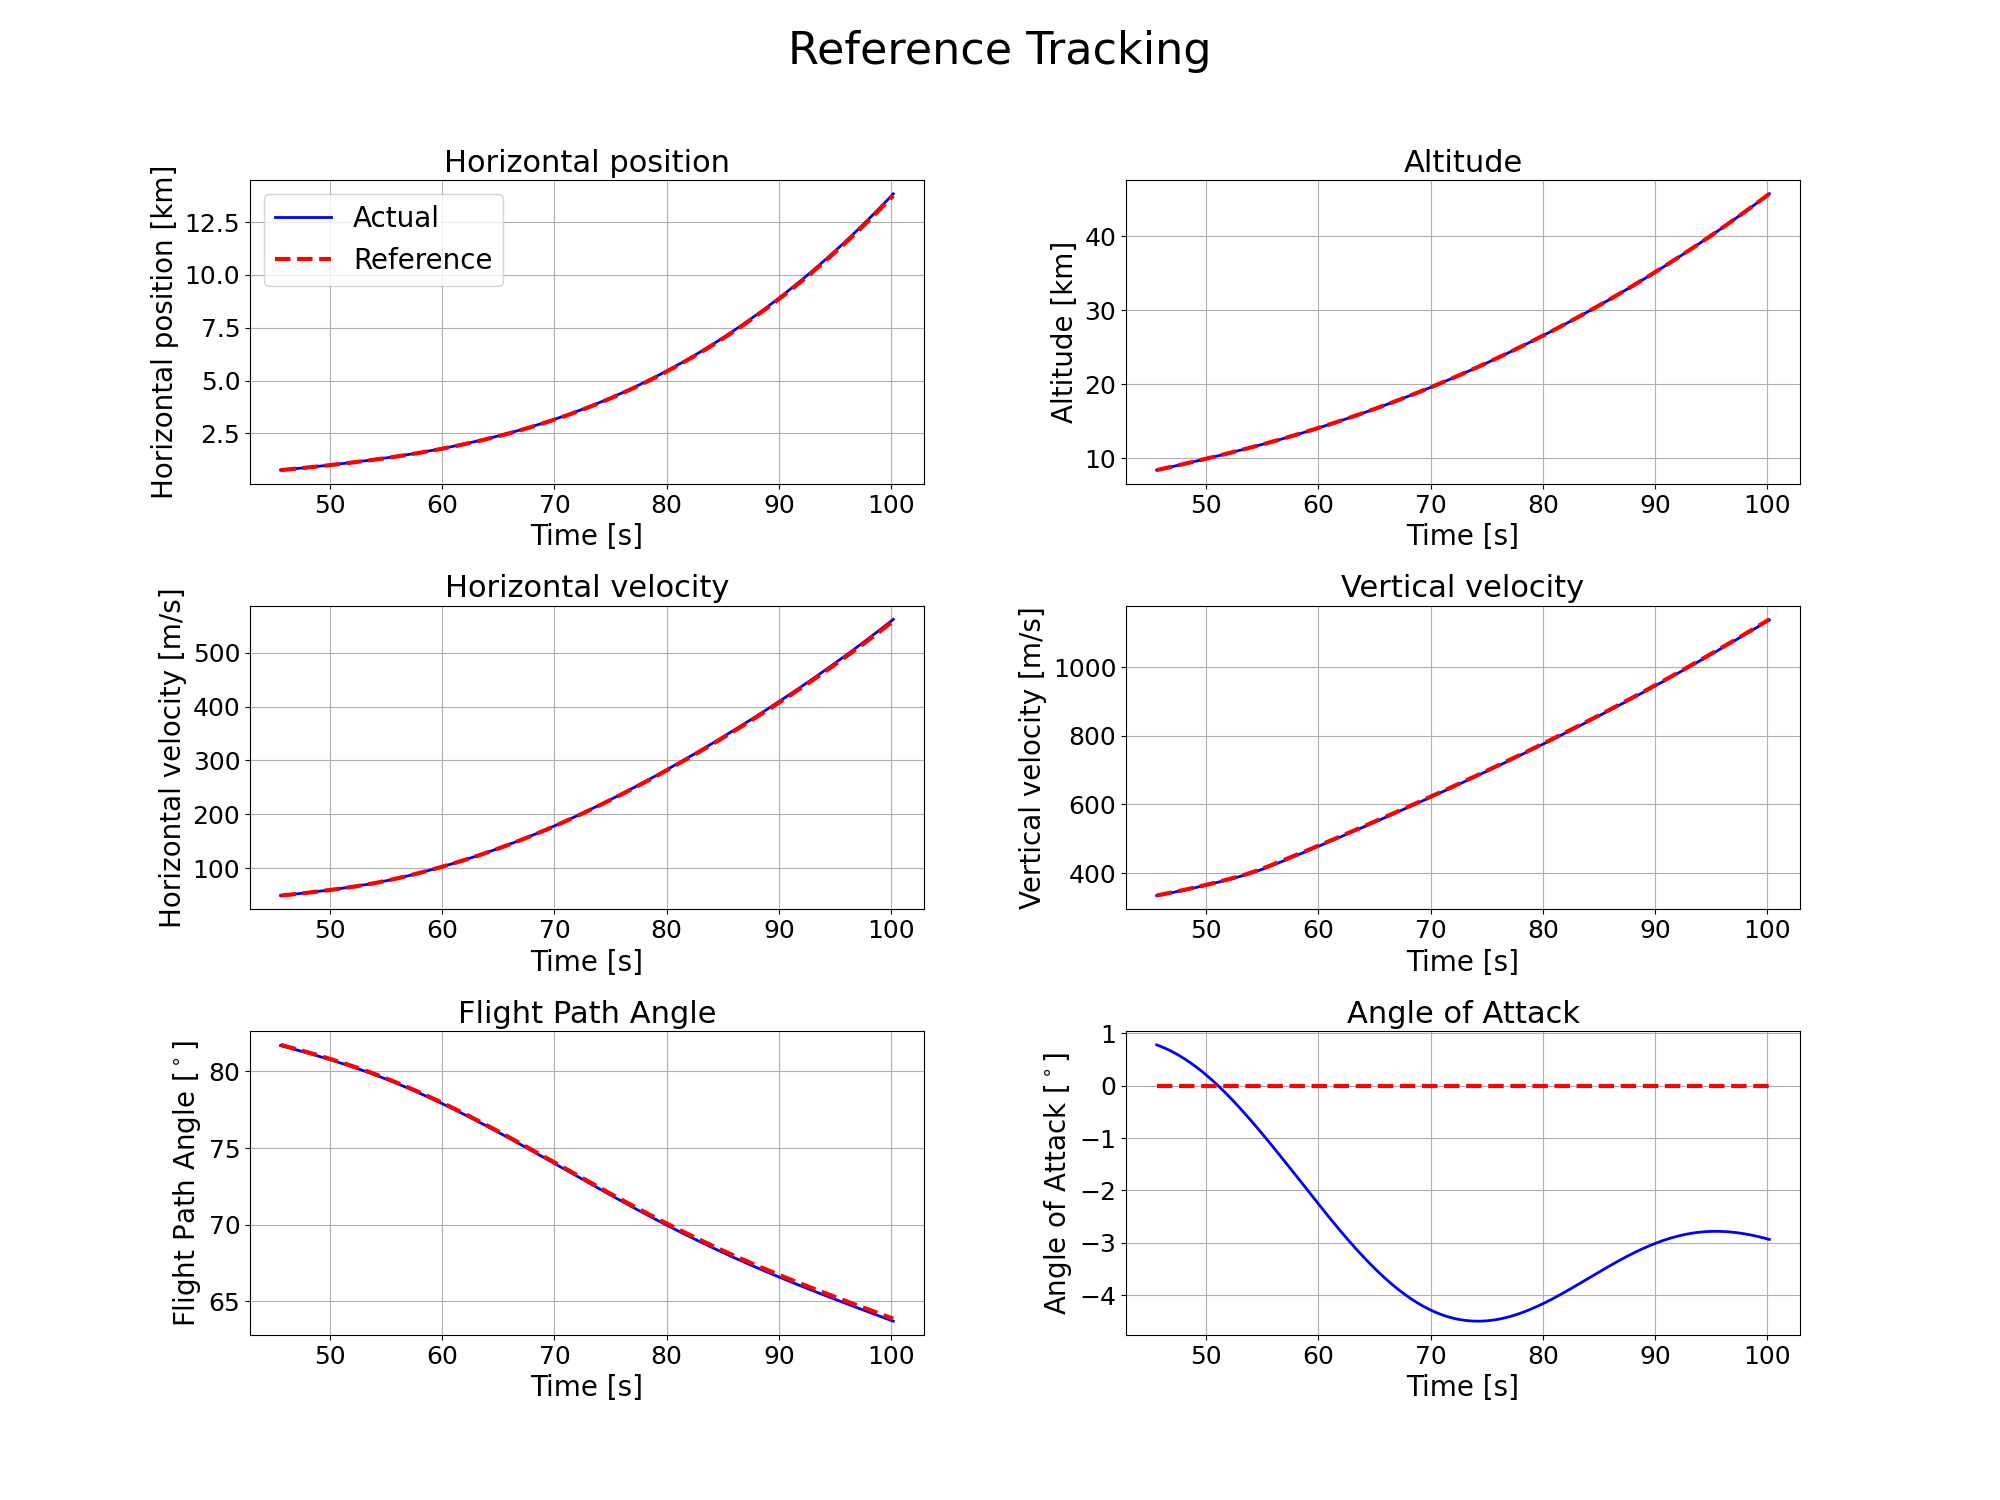 Reference Tracking
Horizontal position
Horizontal position [km]
12.5
10.0
7.5
5.0
2.5
Actual
Reference
50 60 70 80 90 100
Time [s]
Altitude
Altitude [km]
40
30
20
10
50 60 70 80 90 100
Time [s]
Horizontal velocity
Horizontal velocity [m/s]
500
400
300
200
100
50 60 70 80 90 100
Time [s]
Vertical velocity
Vertical velocity [m/s]
1000
800
600
400
50 60 70 80 90 100
Time [s]
Flight Path Angle
Flight Path Angle [°]
80
75
70
65
50 60 70 80 90 100
Time [s]
Angle of Attack
Angle of Attack [°]
1
0
−1
−2
−3
−4
50 60 70 80 90 100
Time [s]